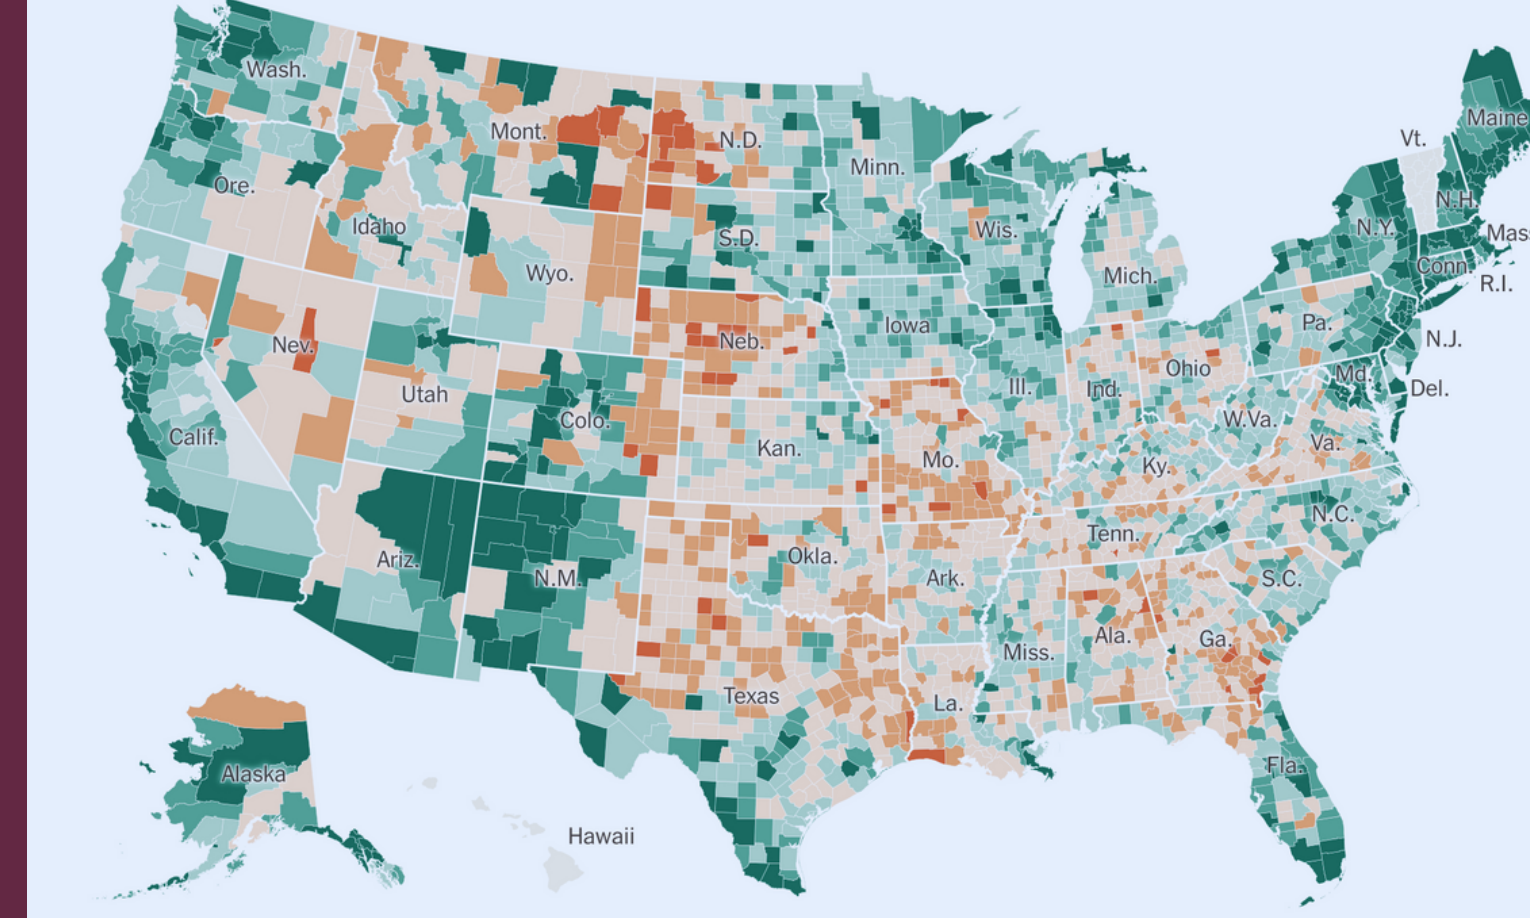 Wash.
Mont.
N.D.
Minn.
Vt.
Maine
Ore.
Idaho
Wyo.
S.D.
Wis.
Mich.
N.Y.
N.H.
Mas
Conn.
R.I.
Nev.
Utah
Neb.
Iowa
Ill.
Ind.
Ohio
Pa.
N.J.
Md.
Del.
Calif.
Colo.
Kan.
Mo.
Ky.
W.Va.
Va.
Ariz.
N.M.
Okla.
Ark.
Tenn.
N.C.
S.C.
Texas
La.
Miss.
Ala.
Ga.
Fla.
Alaska
Hawaii